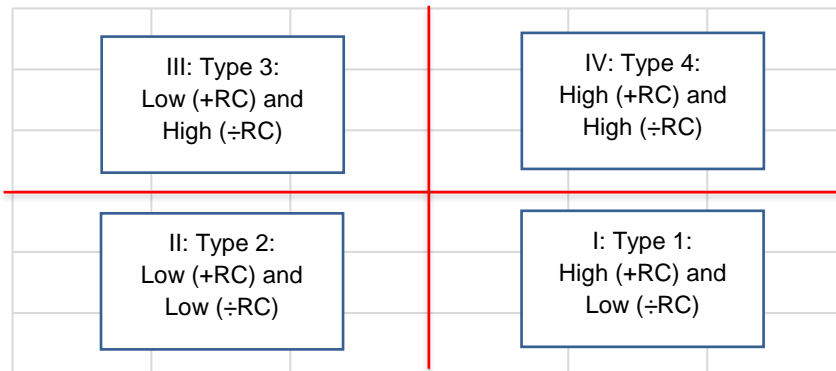 III: Type 3:
Low (+RC) and
High (÷RC)
IV: Type 4:
High (+RC) and
High (÷RC)
II: Type 2:
Low (+RC) and
Low (÷RC)
I: Type 1:
High (+RC) and
Low (÷RC)